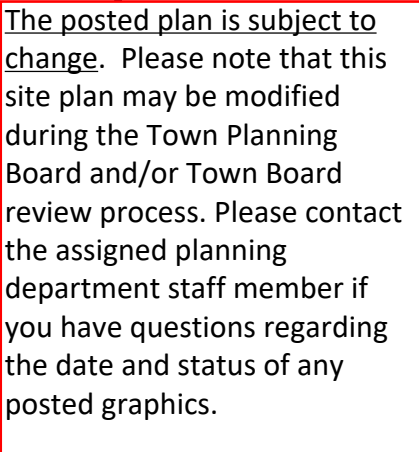 The posted plan is subject to
change. Please note that this
site plan may be modified
during the Town Planning
Board and/or Town Board
review process. Please contact
the assigned planning
department staff member if
you have questions regarding
the date and status of any
posted graphics.